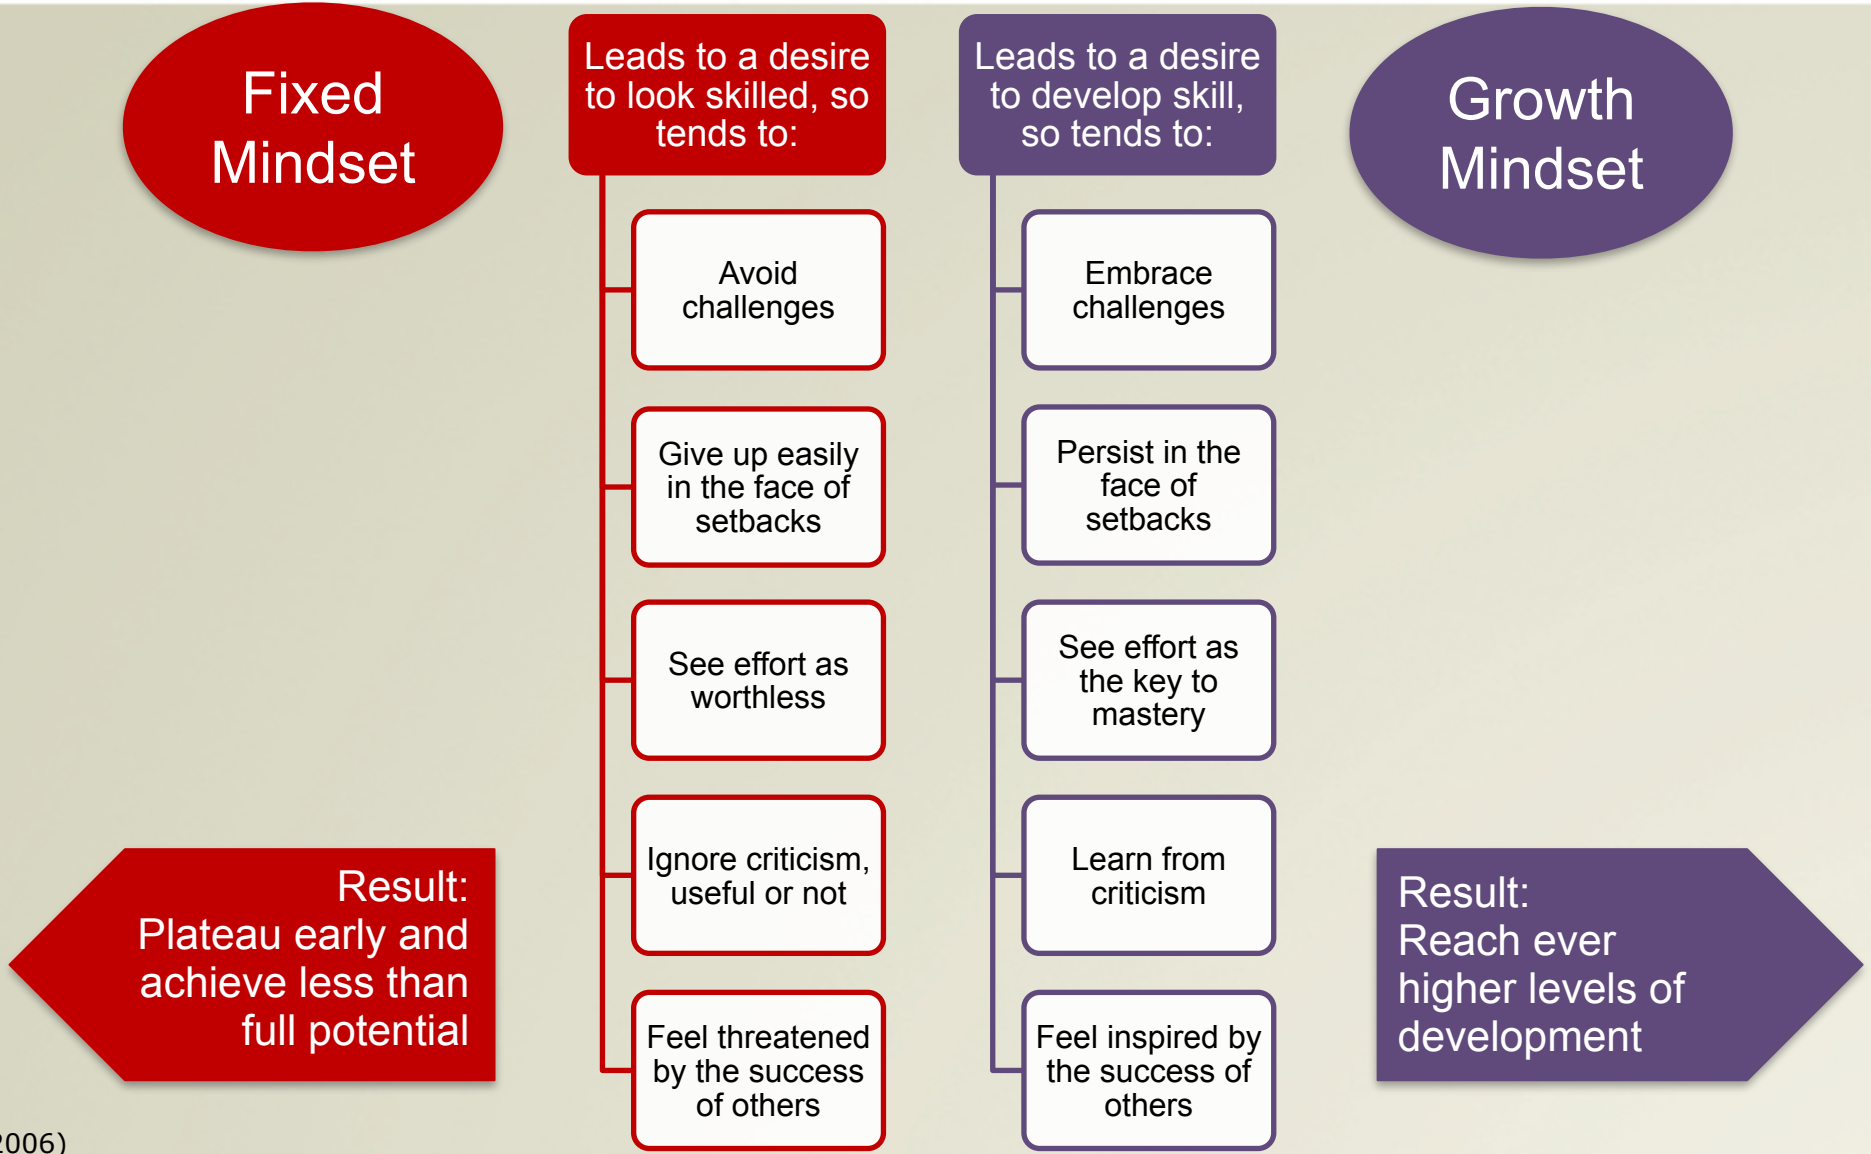 Fixed
Mindset
Leads to a desire
to look skilled, so
tends to:
Avoid
challenges
Give up easily
in the face of
setbacks
See effort as
worthless
Ignore criticism,
useful or not
Feel threatened
by the success
of others
Result:
Plateau early and
achieve less than
full potential
Leads to a desire
to develop skill,
so tends to:
Embrace
challenges
Persist in the
face of
setbacks
See effort as
the key to
mastery
Learn from
criticism
Feel inspired by
the success of
others
Growth
Mindset
Result:
Reach ever
higher levels of
development
2006)